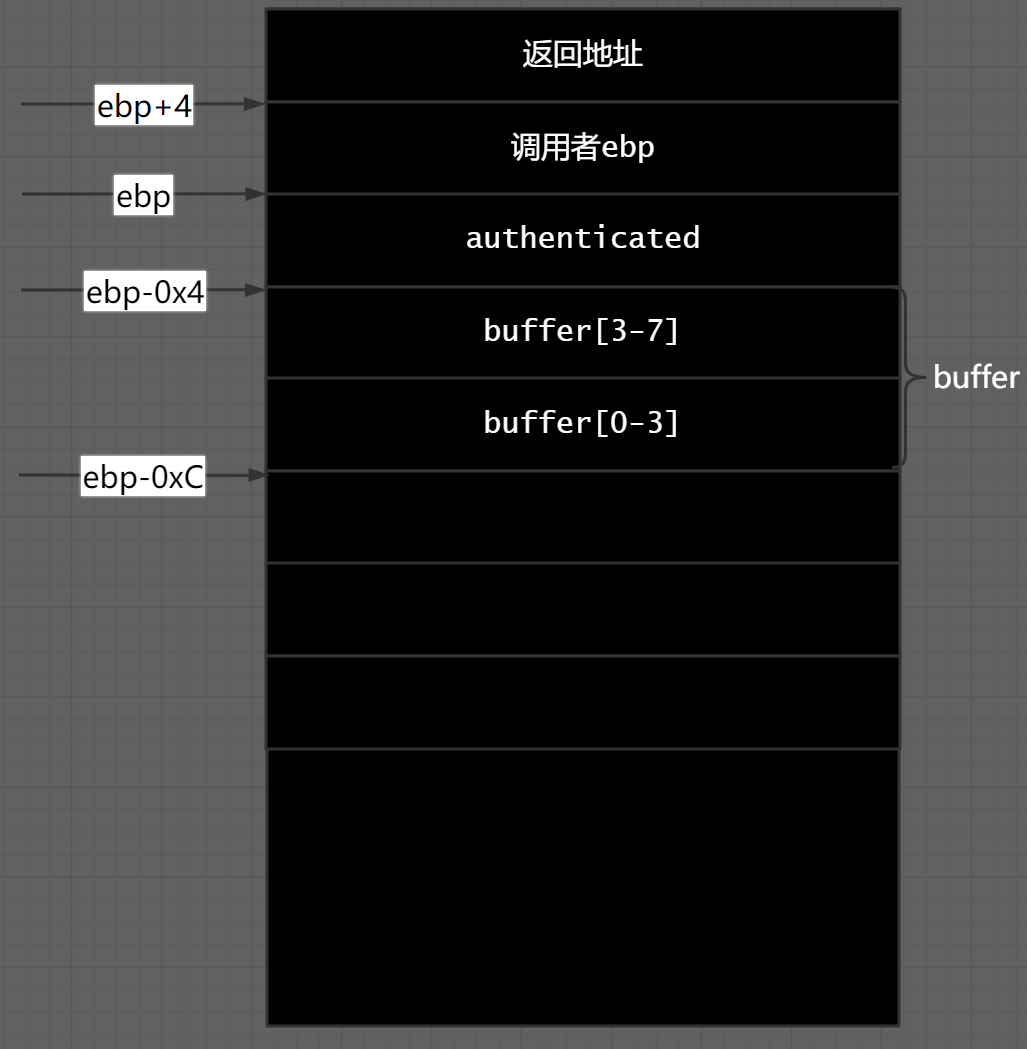 返回地址
ebp+4
调用者ebp
ebp
authenticated
ebp-0x4
buffer[3-7]
buffer
buffer[0-3]
ebp-0xC